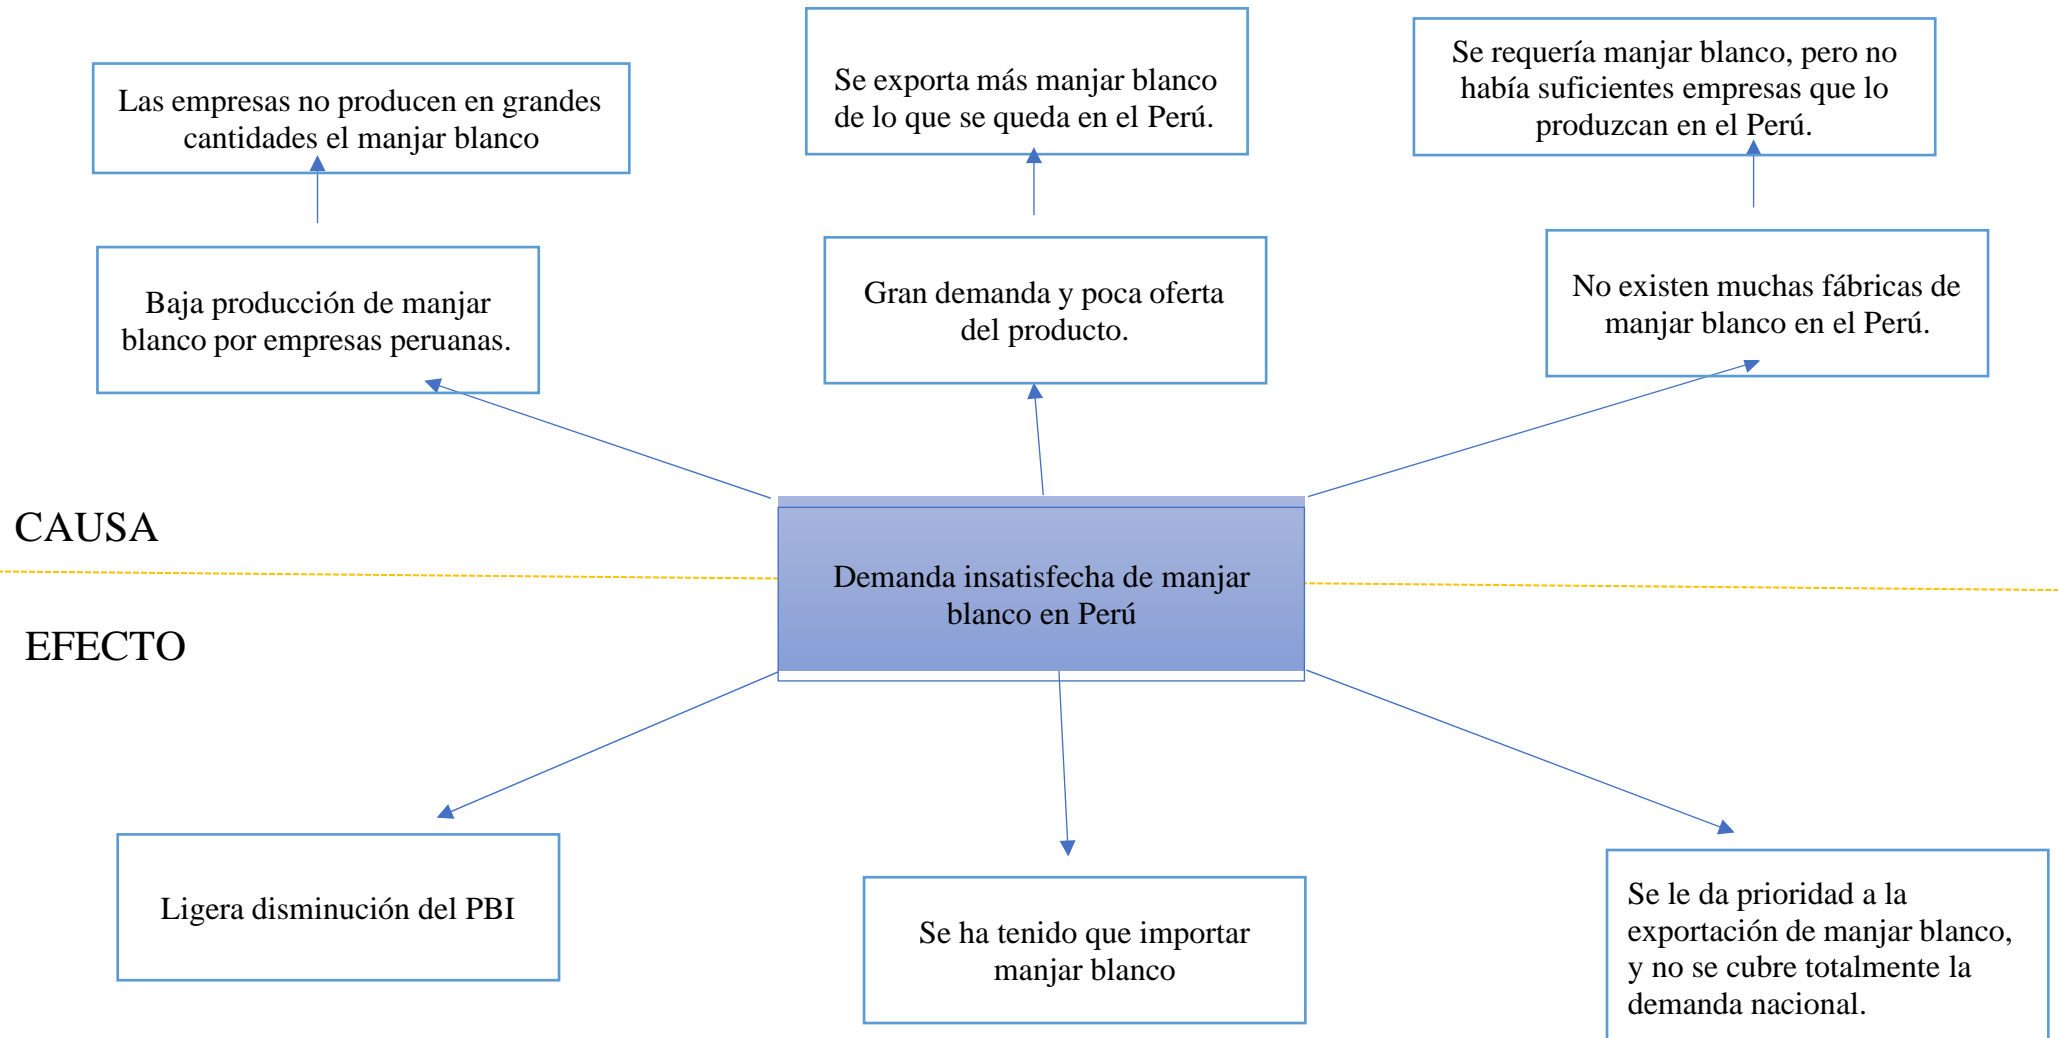 Las empresas no producen en grandes
cantidades el manjar blanco
Se exporta más manjar blanco
de lo que se queda en el Perú.
Se requería manjar blanco, pero no
había suficientes empresas que lo
produzcan en el Perú.
Baja producción de manjar
blanco por empresas peruanas.
Gran demanda y poca oferta
del producto.
No existen muchas fábricas de
manjar blanco en el Perú.
CAUSA
Demanda insatisfecha de manjar
blanco en Perú
EFECTO
Ligera disminución del PBI
Se ha tenido que importar
manjar blanco
Se le da prioridad a la
exportación de manjar blanco,
y no se cubre totalmente la
demanda nacional.